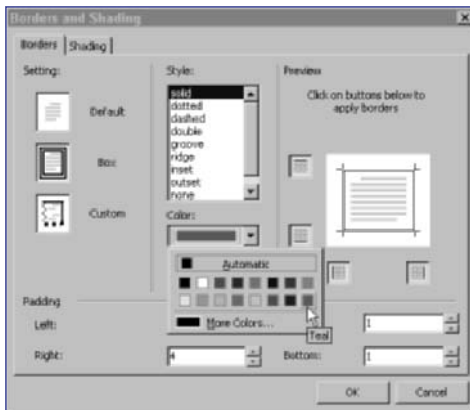 Borders and Shading
Borders
Shading
Setting:
Default
Box
Custom
Style:
solid
dotted
dashed
double
groove
ridge
inset
outset
none
Color:
Automatic
More Colors...
Teal
Preview
Click on buttons below to
apply borders
Padding
Left:
1
Right:
4
Bottom:
1
OK
Cancel